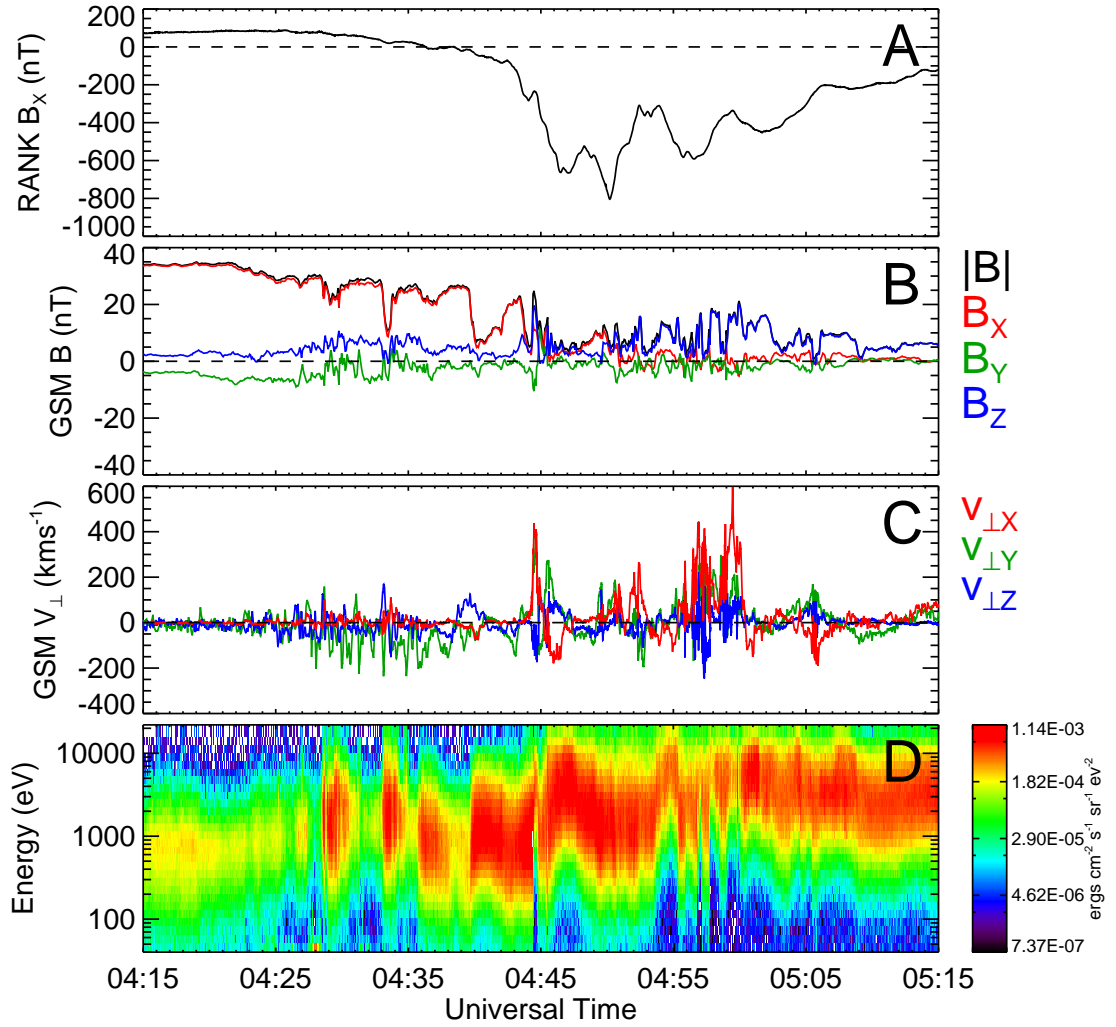 200
0
-200
-400
-600
-800
-1000
RANK B_X (nT)
A
40
20
0
-20
-40
GSM B (nT)
B
|B|
B_X
B_Y
B_Z
600
400
200
0
-200
-400
GSM V_⊥ (kms⁻¹)
C
v_⊥X
v_⊥Y
v_⊥Z
10000
1000
100
Energy (eV)
D
1.14E-03
1.82E-04
2.90E-05
4.62E-06
7.37E-07
ergs cm⁻² s⁻¹ sr⁻¹ ev⁻²
04:15 04:25 04:35 04:45 04:55 05:05 05:15
Universal Time